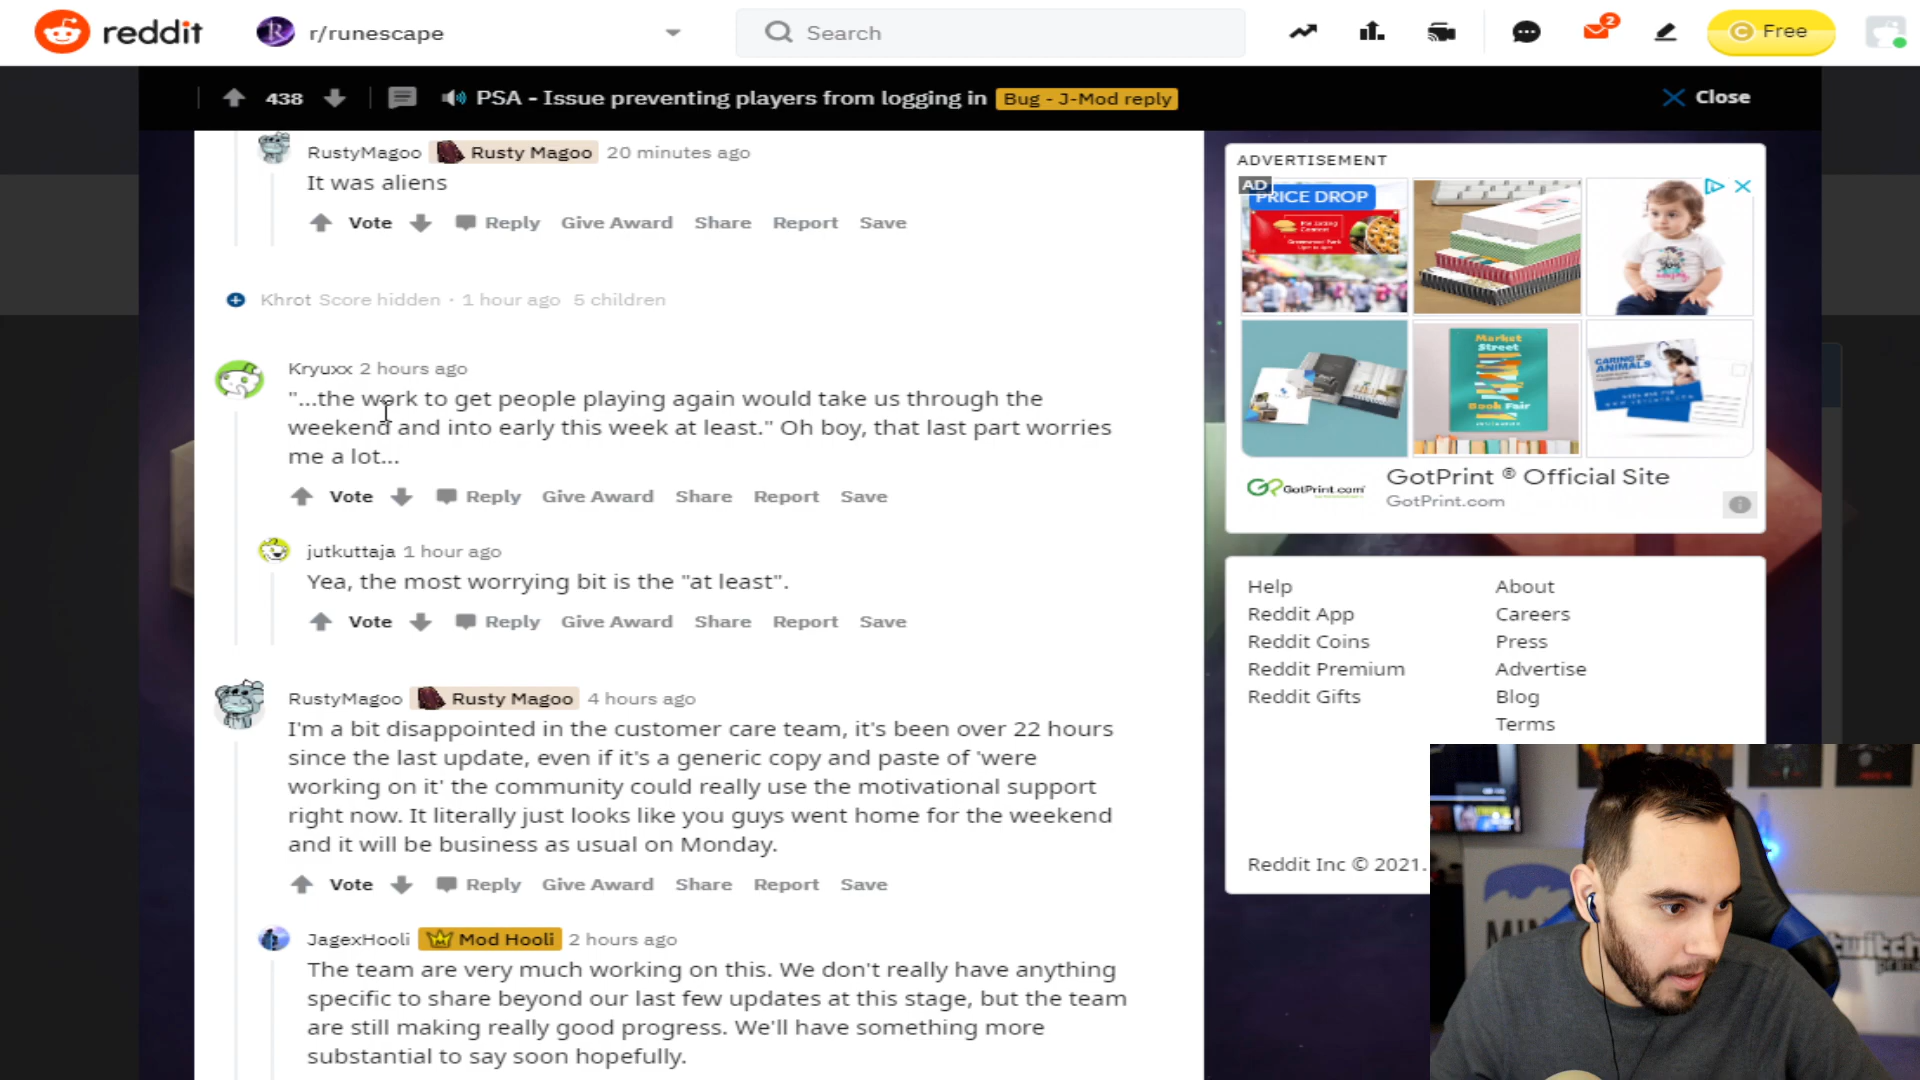 reddit
r/runescape
Search
2
Free
438
PSA - Issue preventing players from logging in
Bug - J-Mod reply
Close
RustyMagoo Rusty Magoo 20 minutes ago
It was aliens
Vote Reply Give Award Share Report Save
Khrot Score hidden · 1 hour ago 5 children
Kryuxx 2 hours ago
"...the work to get people playing again would take us through the
weekend and into early this week at least." Oh boy, that last part worries
me a lot...
Vote Reply Give Award Share Report Save
jutkuttaja 1 hour ago
Yea, the most worrying bit is the "at least".
Vote Reply Give Award Share Report Save
RustyMagoo Rusty Magoo 4 hours ago
I'm a bit disappointed in the customer care team, it's been over 22 hours
since the last update, even if it's a generic copy and paste of 'were
working on it' the community could really use the motivational support
right now. It literally just looks like you guys went home for the weekend
and it will be business as usual on Monday.
Vote Reply Give Award Share Report Save
JagexHooli Mod Hooli 2 hours ago
The team are very much working on this. We don't really have anything
specific to share beyond our last few updates at this stage, but the team
are still making really good progress. We'll have something more
substantial to say soon hopefully.
ADVERTISEMENT
AD
PRICE DROP
Market
Street
Book Fair
CARING
ANIMALS
GotPrint.com
GotPrint ® Official Site
GotPrint.com
Help
About
Reddit App
Careers
Reddit Coins
Press
Reddit Premium
Advertise
Reddit Gifts
Blog
Terms
Reddit Inc © 2021.
twitch
prime